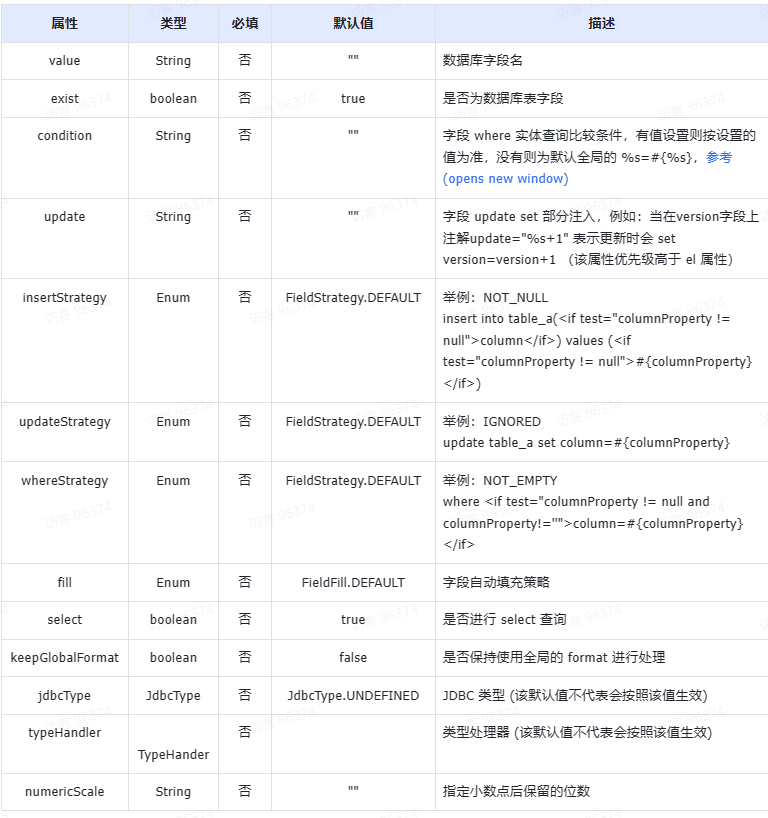 属性 类型 必填 默认值 描述
value String 否 "" 数据库字段名
exist boolean 否 true 是否为数据库表字段
condition String 否 "" 字段 where 实体查询比较条件，有值设置则按设置的
值为准，没有则为默认全局的 %s=#{%s}，参考
(opens new window)
update String 否 "" 字段 update set 部分注入，例如：当在version字段上
注解update="%s+1" 表示更新时会 set
version=version+1 （该属性优先级高于 el 属性）
insertStrategy Enum 否 FieldStrategy.DEFAULT 举例：NOT_NULL
insert into table_a(<if test="columnProperty !=
null">column</if>) values (<if
test="columnProperty != null">#{columnProperty}
</if>)
updateStrategy Enum 否 FieldStrategy.DEFAULT 举例：IGNORED
update table_a set column=#{columnProperty}
whereStrategy Enum 否 FieldStrategy.DEFAULT 举例：NOT_EMPTY
where <if test="columnProperty != null and
columnProperty!=''">column=#{columnProperty}
</if>
fill Enum 否 FieldFill.DEFAULT 字段自动填充策略
select boolean 否 true 是否进行 select 查询
keepGlobalFormat boolean 否 false 是否保持使用全局的 format 进行处理
jdbcType JdbcType 否 JdbcType.UNDEFINED JDBC 类型 (该默认值不代表会按照该值生效)
typeHandler 否 类型处理器 (该默认值不代表会按照该值生效)
TypeHander
numericScale String 否 "" 指定小数点后保留的位数
访客 96374